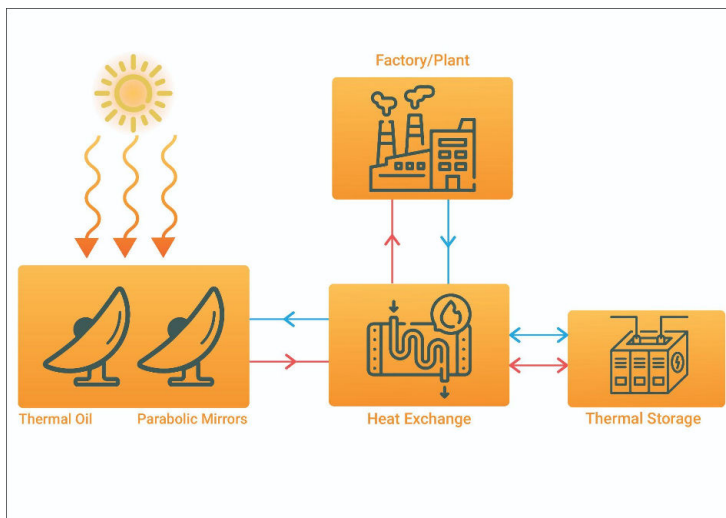 Factory/Plant
Thermal Oil
Parabolic Mirrors
Heat Exchange
Thermal Storage